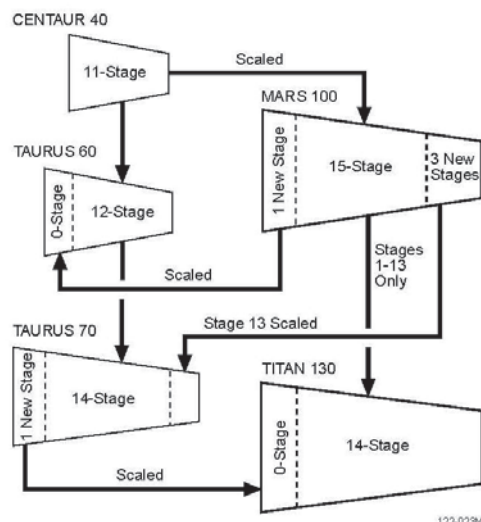 CENTAUR 40
11-Stage
Scaled
MARS 100
1 New Stage
15-Stage
3 New
Stages
TAURUS 60
0-Stage
12-Stage
Scaled
Stages
1-13
Only
Stage 13 Scaled
TAURUS 70
1 New Stage
14-Stage
TITAN 130
0-Stage
14-Stage
Scaled
122-023M